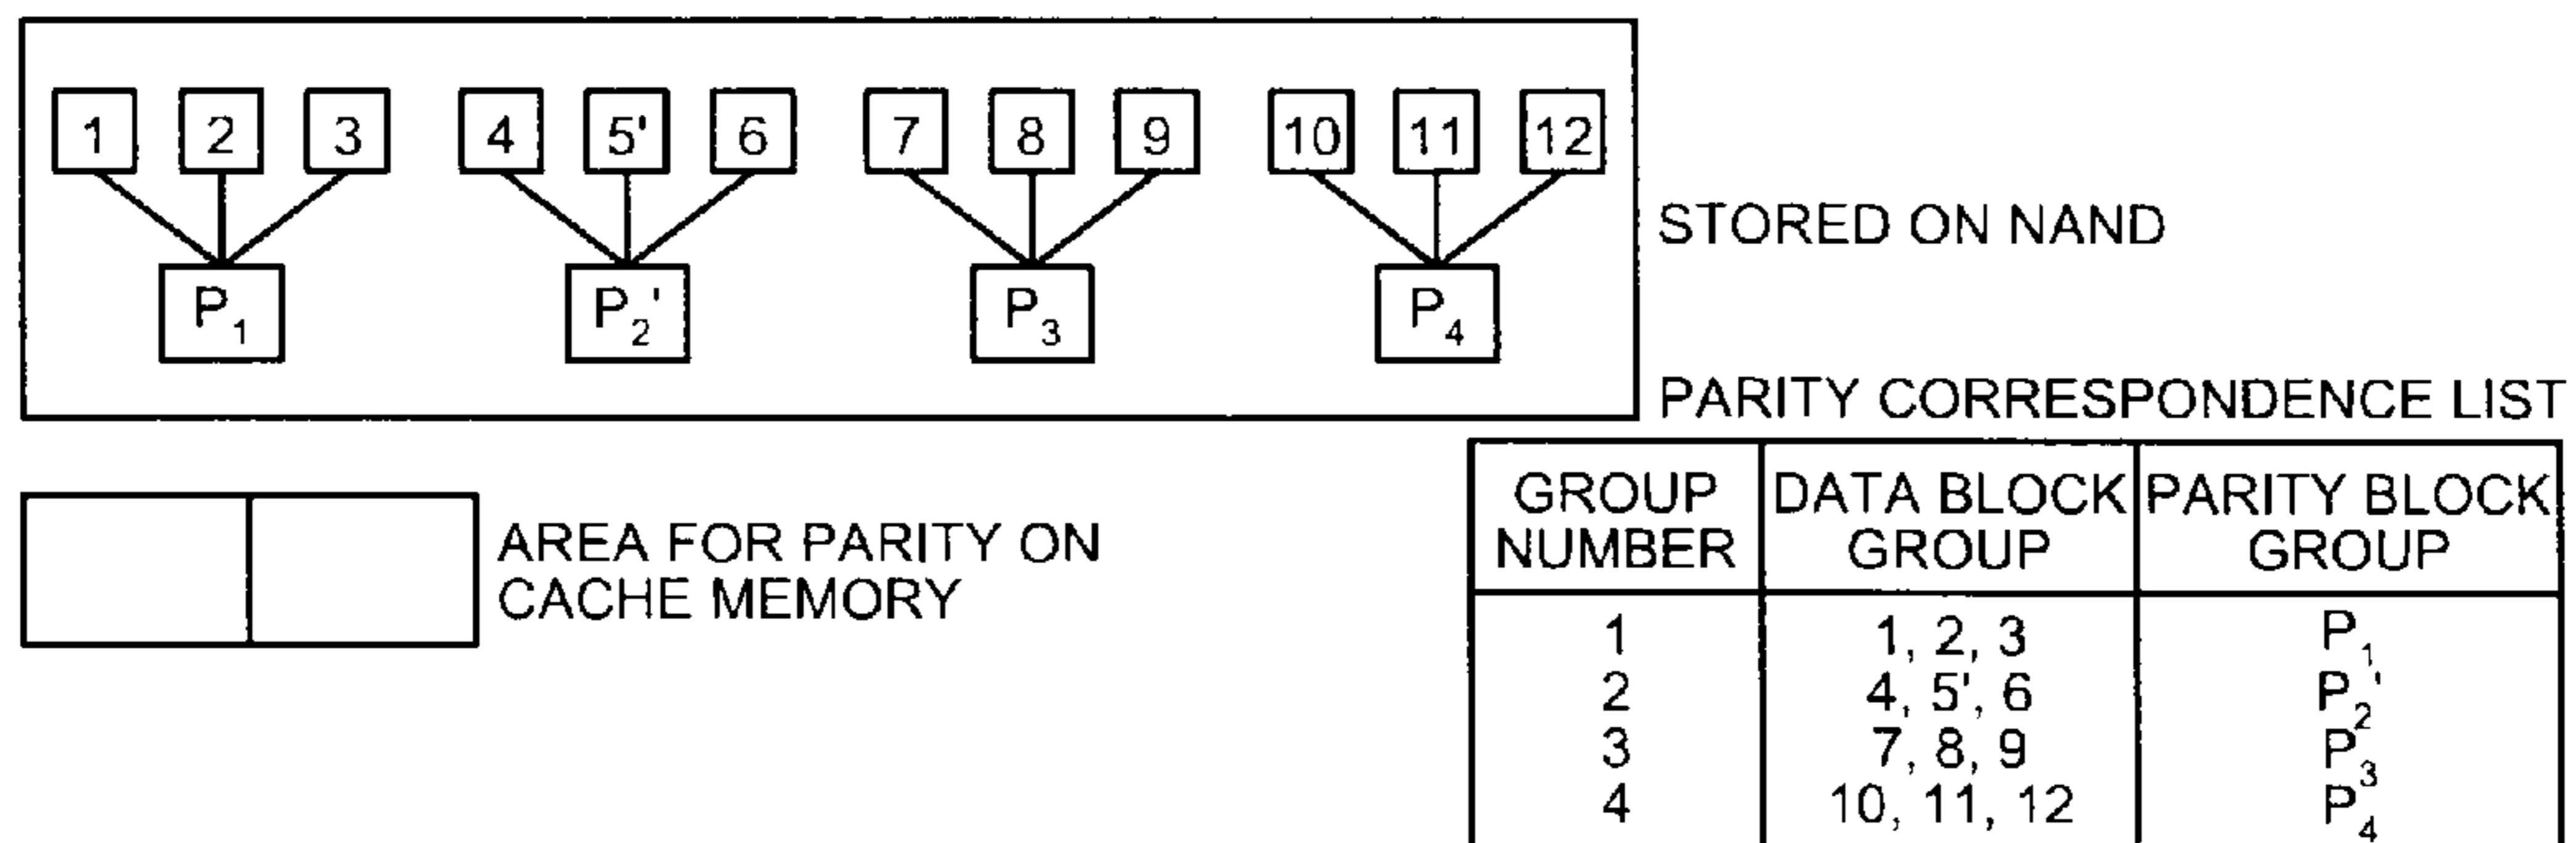 1 2 3 4 5' 6 7 8 9 10 11 12
P₁ P₂' P₃ P₄
STORED ON NAND
PARITY CORRESPONDENCE LIST
AREA FOR PARITY ON
CACHE MEMORY
GROUP DATA BLOCK PARITY BLOCK
NUMBER GROUP GROUP
1 1, 2, 3 P₁
2 4, 5', 6 P₂'
3 7, 8, 9 P₃
4 10, 11, 12 P₄